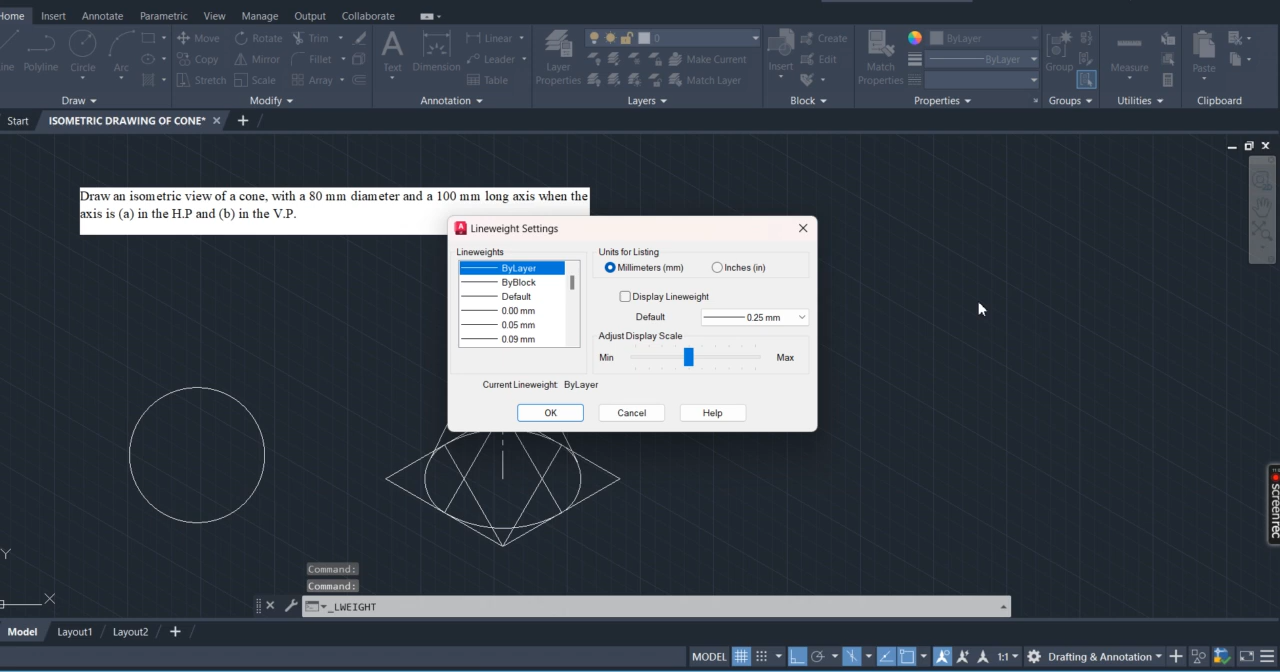 Home Insert Annotate Parametric View Manage Output Collaborate
Move Rotate Trim Linear 0 Create ByLayer
Line Polyline Circle Arc Copy Mirror Fillet Text Dimension Leader Layer Make Current Insert Edit Match ByLayer Group Measure Paste
Stretch Scale Array Table Properties Match Layer Properties
Draw Modify Annotation Layers Block Properties Groups Utilities Clipboard
Start ISOMETRIC DRAWING OF CONE*
Draw an isometric view of a cone, with a 80 mm diameter and a 100 mm long axis when the
axis is (a) in the H.P and (b) in the V.P.
Lineweight Settings
Lineweights
ByLayer
ByBlock
Default
0.00 mm
0.05 mm
0.09 mm
Units for Listing
Millimeters (mm) Inches (in)
Display Lineweight
Default 0.25 mm
Adjust Display Scale
Min Max
Current Lineweight: ByLayer
OK Cancel Help
screenrec
Y
X
Command:
Command:
_LWEIGHT
Model Layout1 Layout2
MODEL 1:1 Drafting & Annotation